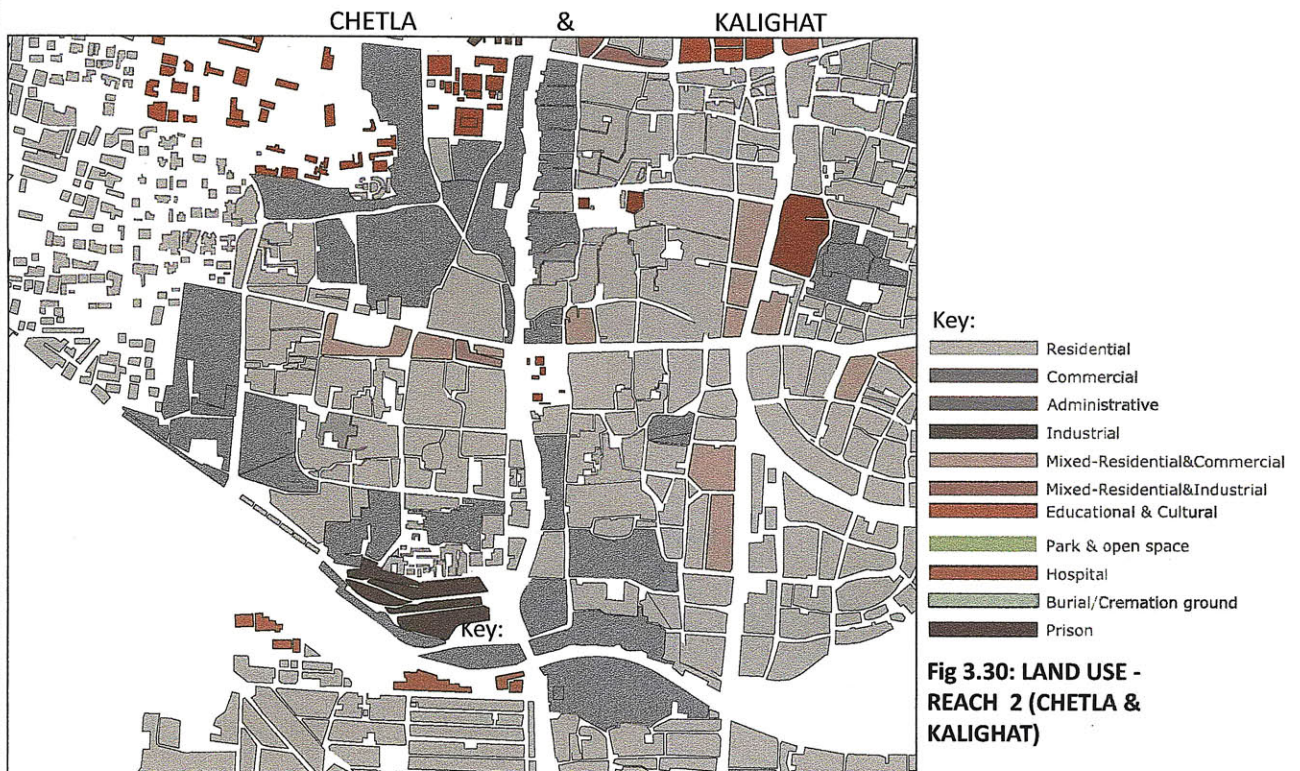 CHETLA & KALIGHAT
Key:
Residential
Commercial
Administrative
Industrial
Mixed-Residential&Commercial
Mixed-Residential&Industrial
Educational & Cultural
Park & open space
Hospital
Burial/Cremation ground
Prison
Key:
Fig 3.30: LAND USE -
REACH 2 (CHETLA &
KALIGHAT)